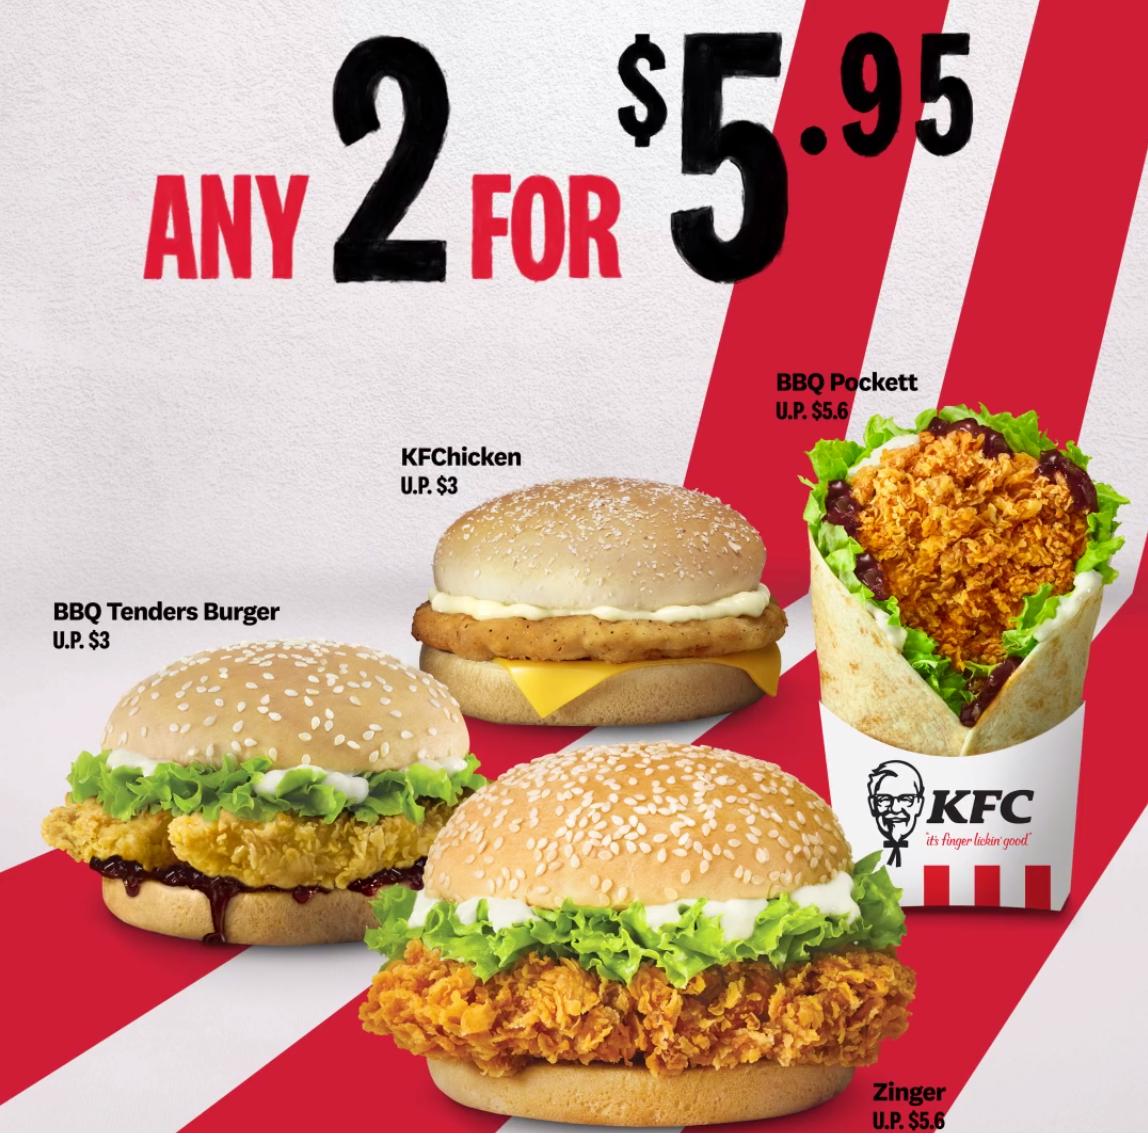 ANY 2 FOR $5.95
BBQ Pockett
U.P. $5.6
KFChicken
U.P. $3
BBQ Tenders Burger
U.P. $3
KFC
"it's finger lickin' good"
Zinger
U.P. $5.6